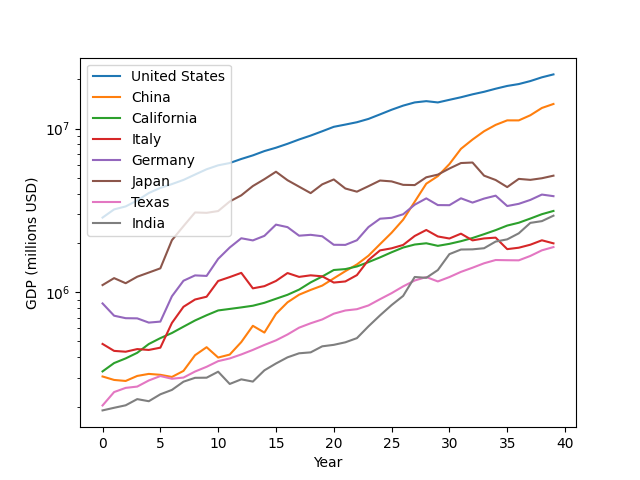 United States
China
California
Italy
Germany
Japan
Texas
India
10^7
10^6
GDP (millions USD)
0 5 10 15 20 25 30 35 40
Year